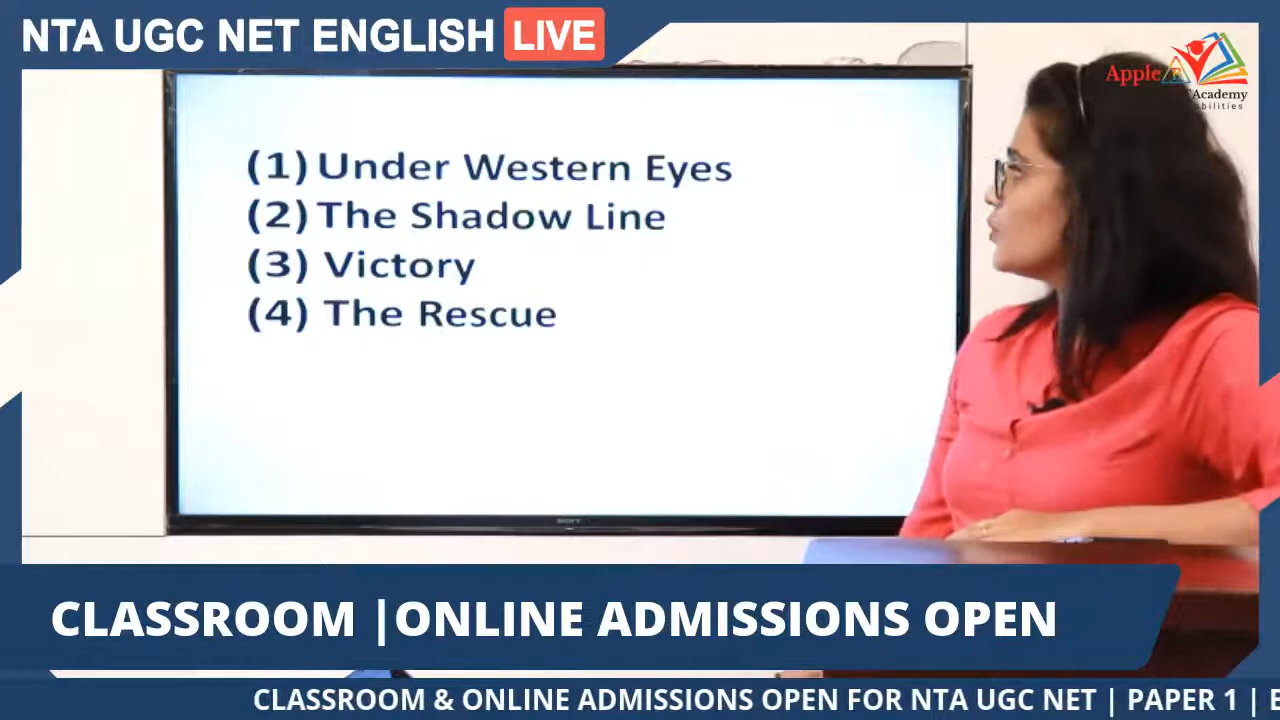 NTA UGC NET ENGLISH LIVE
Apple
Academy
(1) Under Western Eyes
(2) The Shadow Line
(3) Victory
(4) The Rescue
SONY
CLASSROOM |ONLINE ADMISSIONS OPEN
CLASSROOM & ONLINE ADMISSIONS OPEN FOR NTA UGC NET | PAPER 1 |